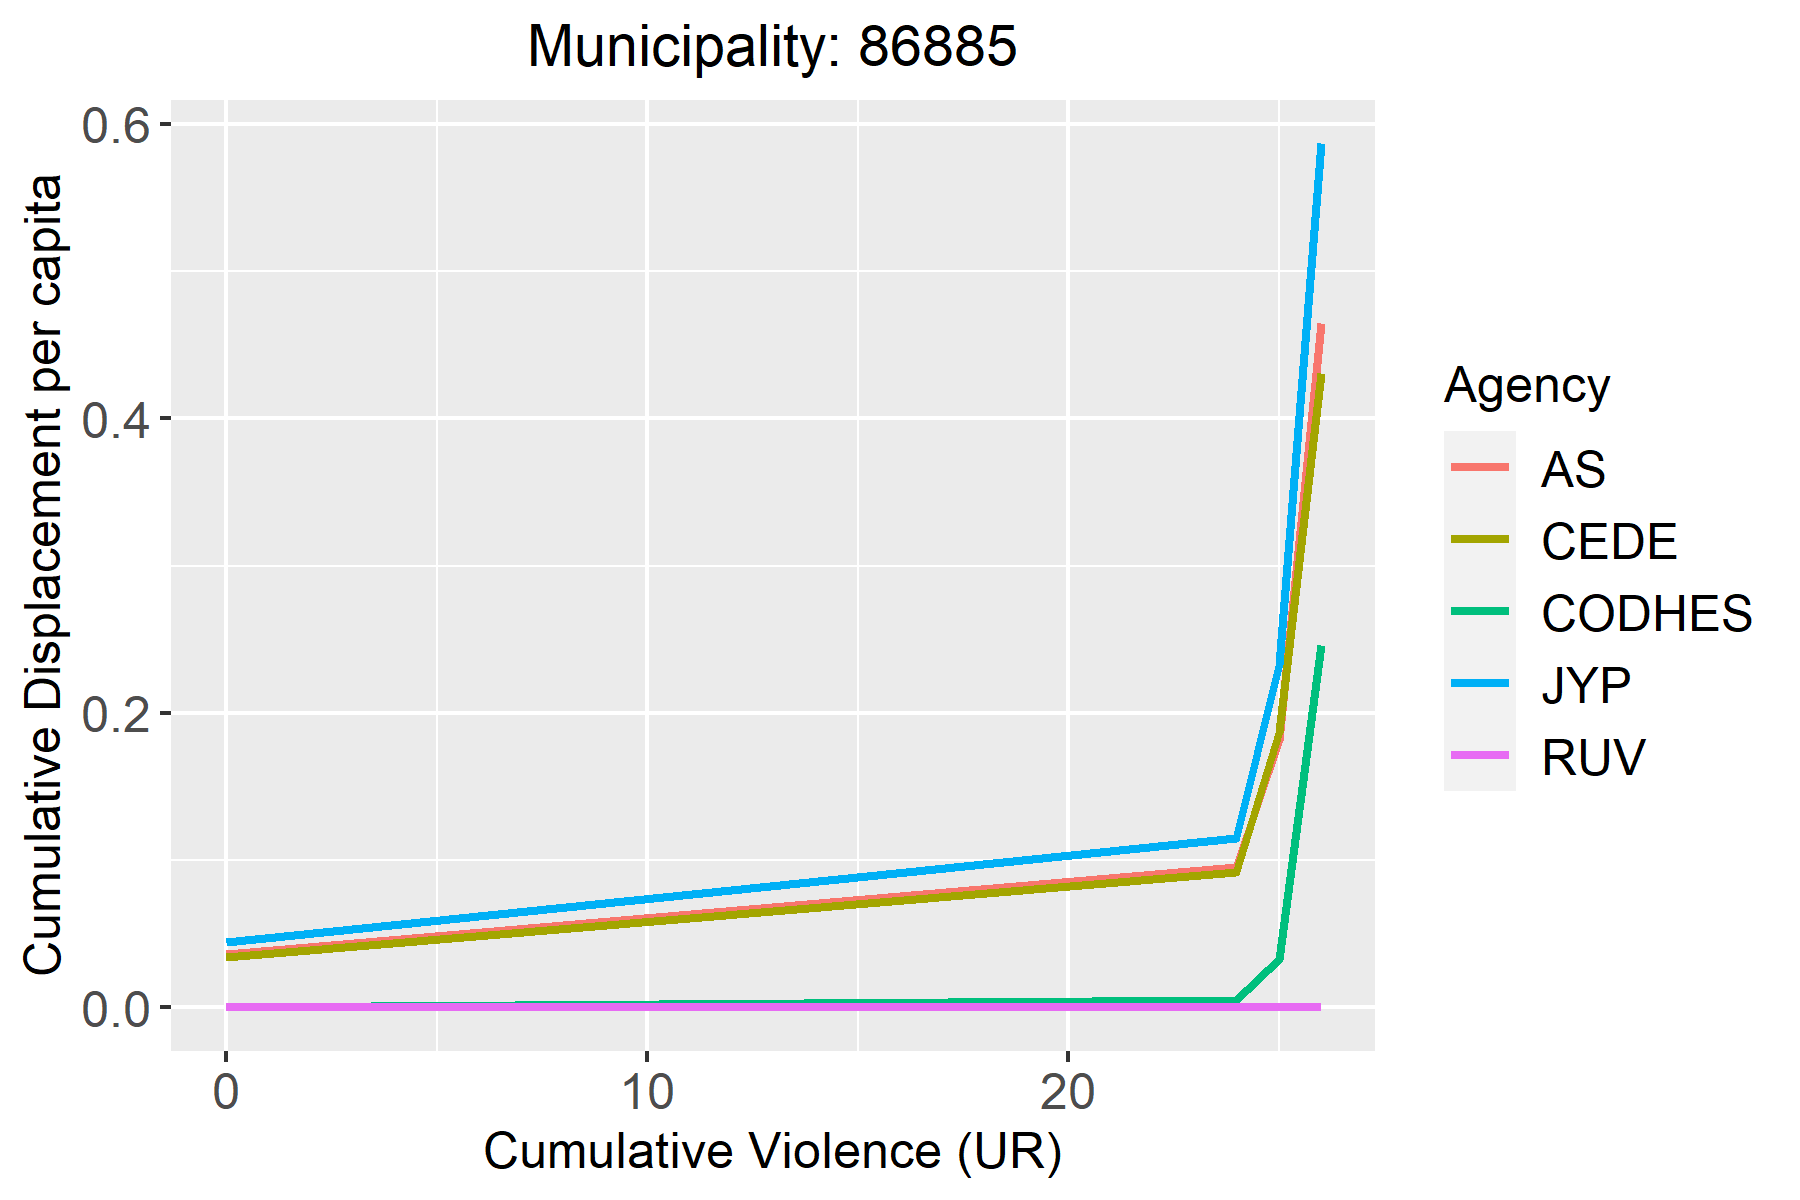 Municipality: 86885
Cumulative Displacement per capita
0.6
0.4
0.2
0.0
0
10
20
Cumulative Violence (UR)
Agency
AS
CEDE
CODHES
JYP
RUV